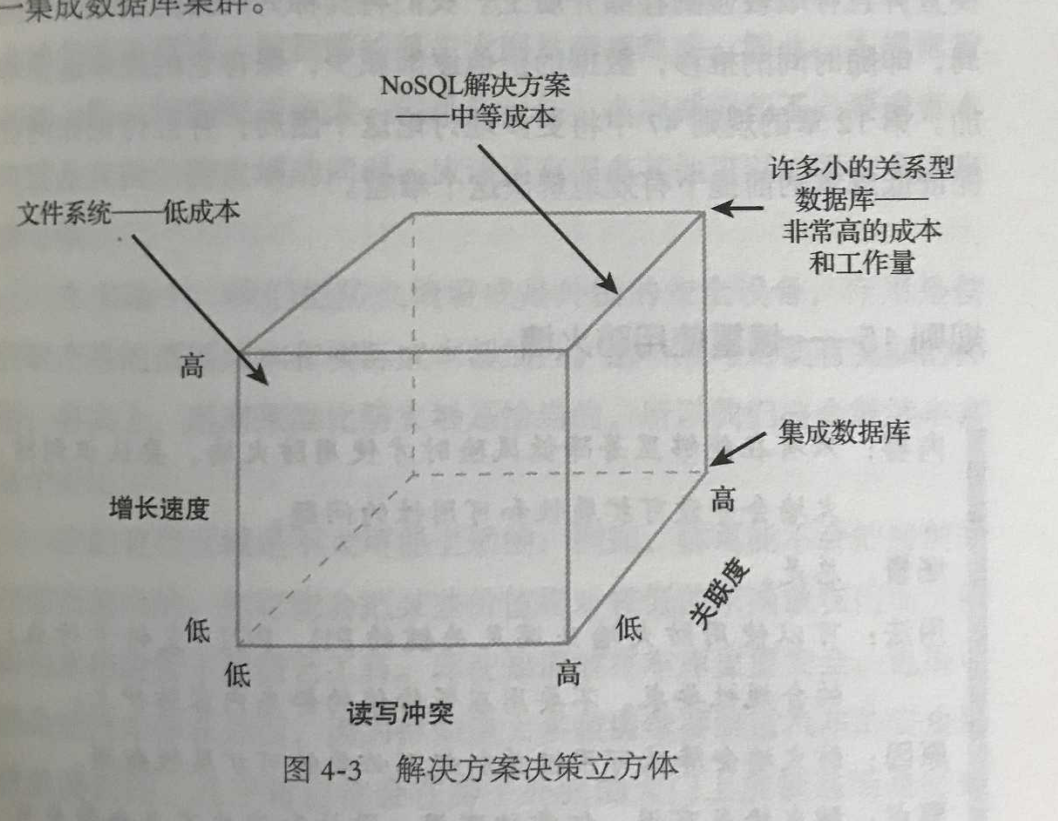 一集成数据库集群。
NoSQL解决方案
——中等成本
许多小的关系型
数据库——
非常高的成本
和工作量
文件系统——低成本
高
集成数据库
高
增长速度
关联度
低
低
低
高
读写冲突
图 4-3 解决方案决策立方体